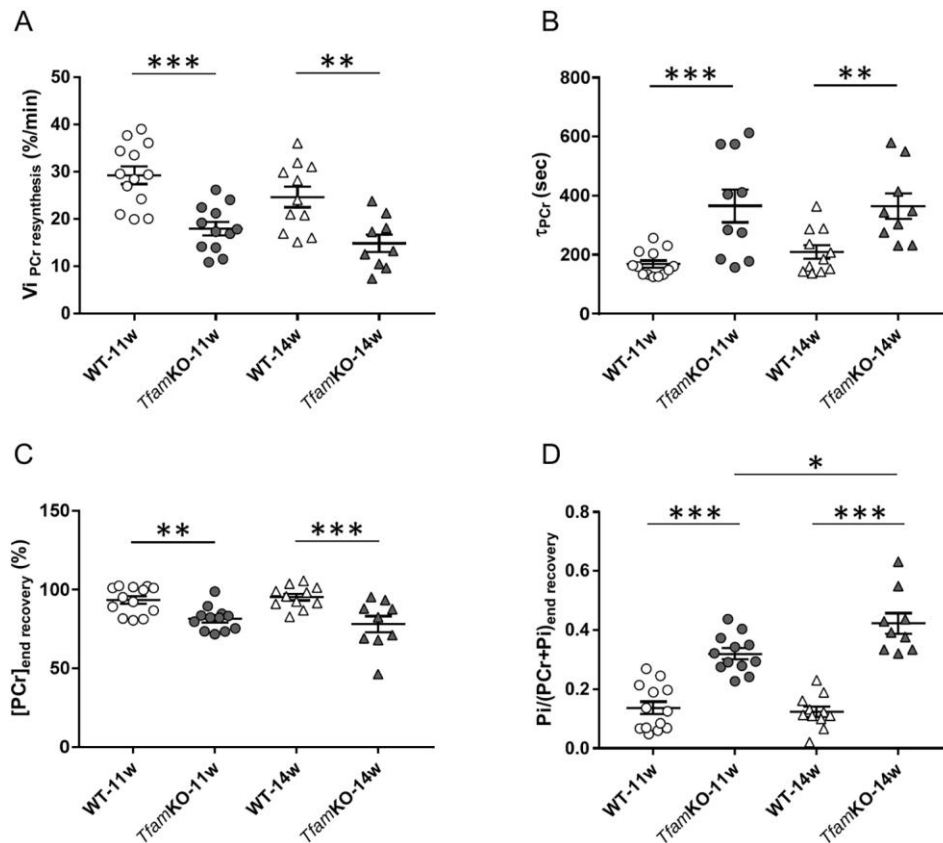 A
*** **
50
40
30
20
10
0
Vi PCr resynthesis (%/min)
WT-11w
TfamKO-11w
WT-14w
TfamKO-14w
B
*** **
800
600
400
200
0
τPCr (sec)
WT-11w
TfamKO-11w
WT-14w
TfamKO-14w
C
** ***
150
100
50
0
[PCr]end recovery (%)
WT-11w
TfamKO-11w
WT-14w
TfamKO-14w
D
*
*** ***
0.8
0.6
0.4
0.2
0.0
Pi/(PCr+Pi)end recovery
WT-11w
TfamKO-11w
WT-14w
TfamKO-14w